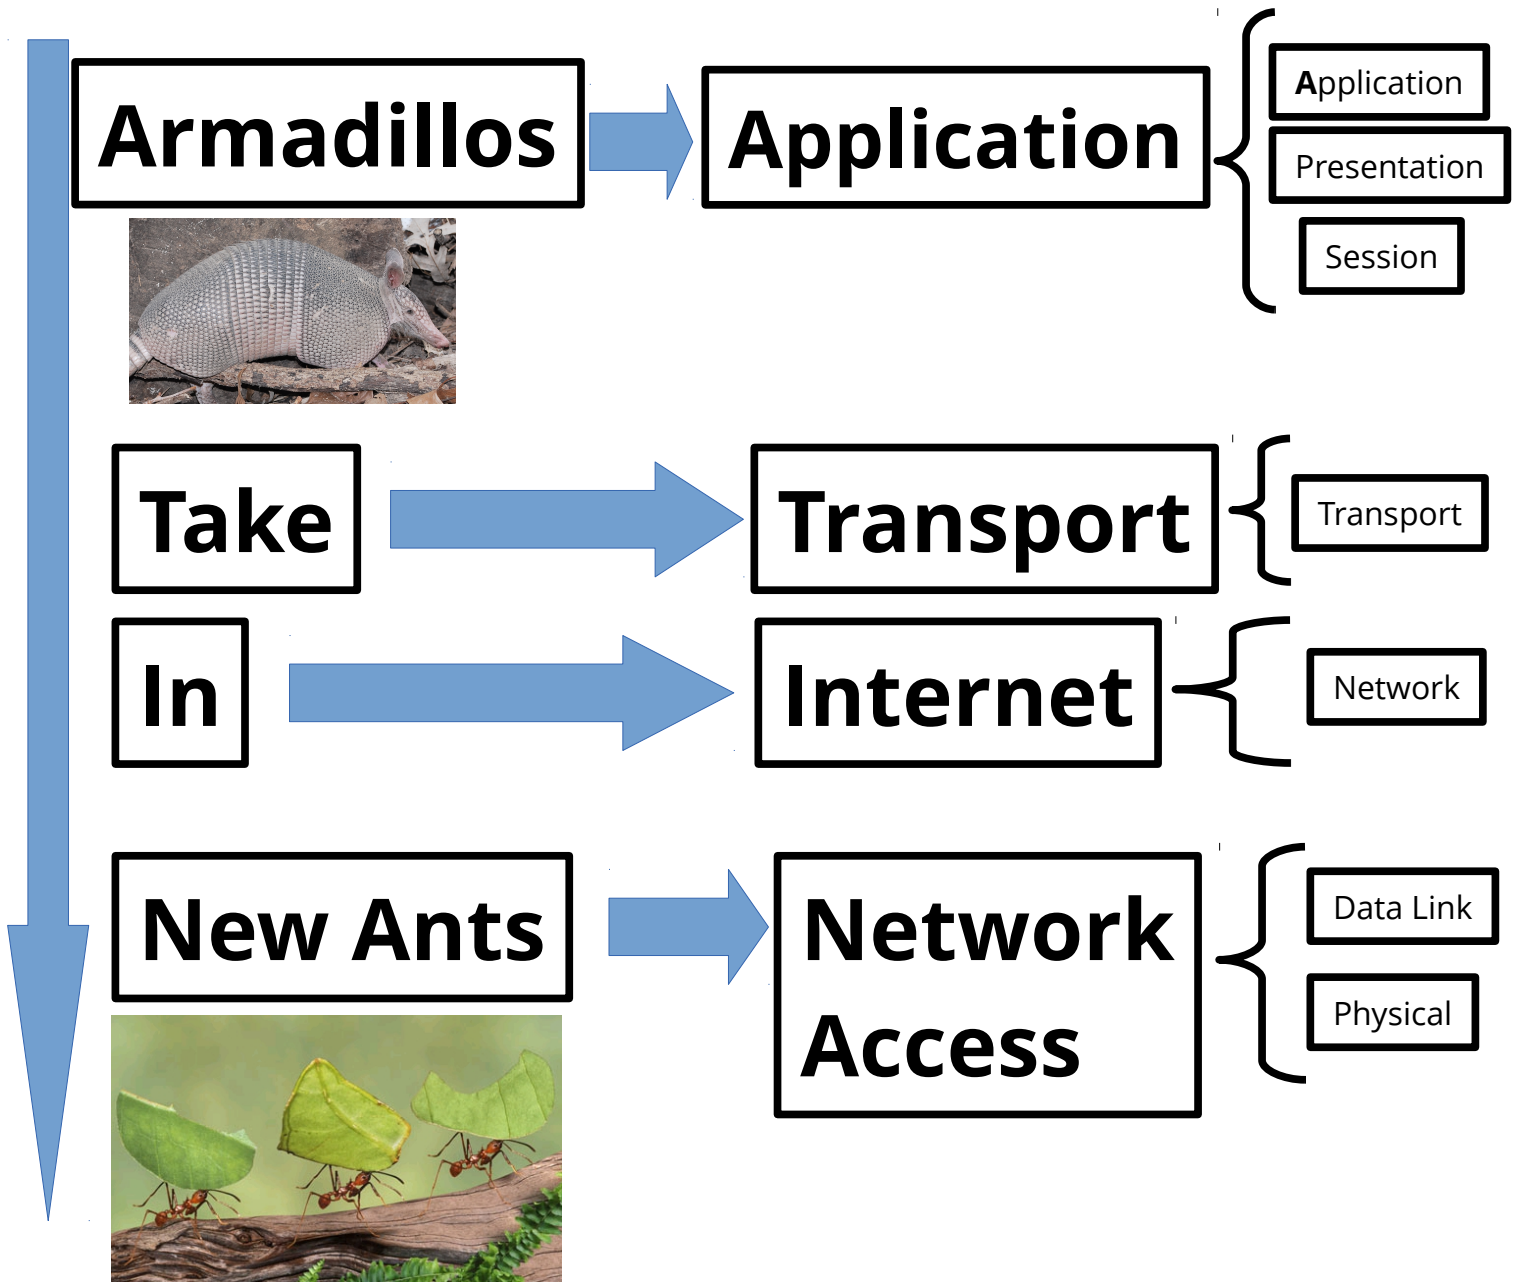 Armadillos
Application
Application
Presentation
Session
Take
Transport
Transport
In
Internet
Network
New Ants
Network
Access
Data Link
Physical